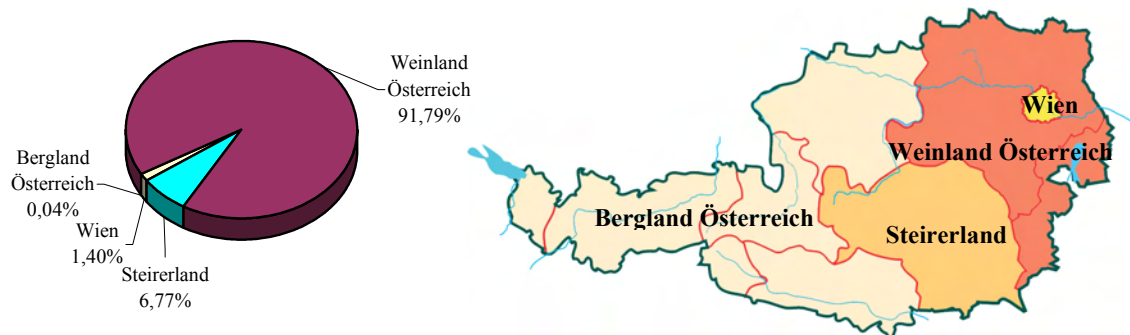 Weinland
Österreich
91,79%
Bergland
Österreich
0,04%
Wien
1,40%
Steirerland
6,77%
Wien
Weinland Österreich
Bergland Österreich
Steirerland